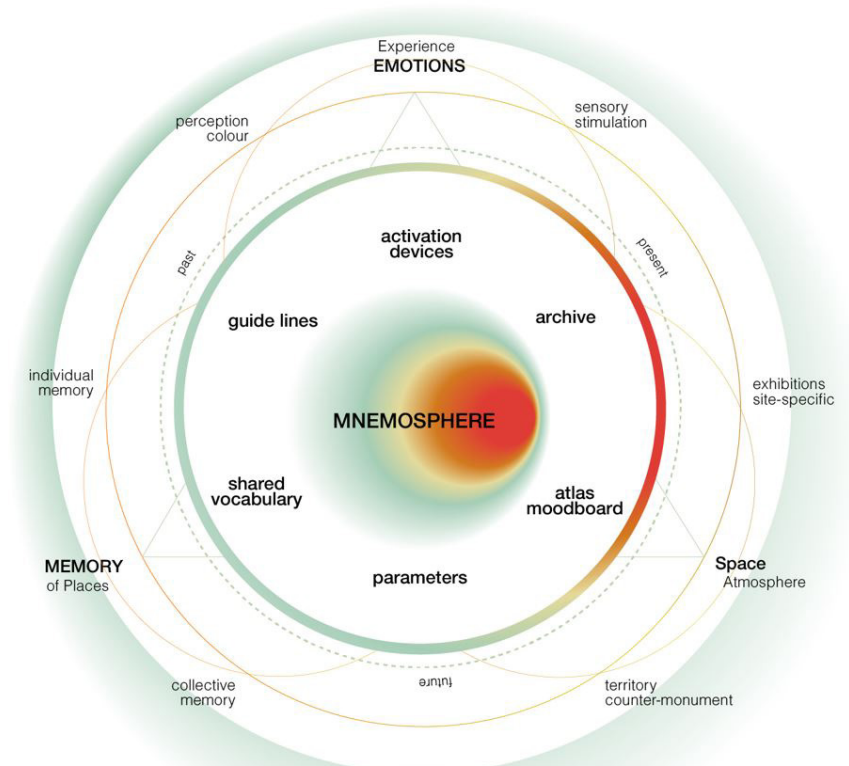 Experience
EMOTIONS
perception
colour
sensory
stimulation
past
present
activation
devices
guide lines
archive
individual
memory
exhibitions
site-specific
MNEMOSPHERE
shared
vocabulary
atlas
moodboard
MEMORY
of Places
parameters
Space
Atmosphere
future
collective
memory
territory
counter-monument